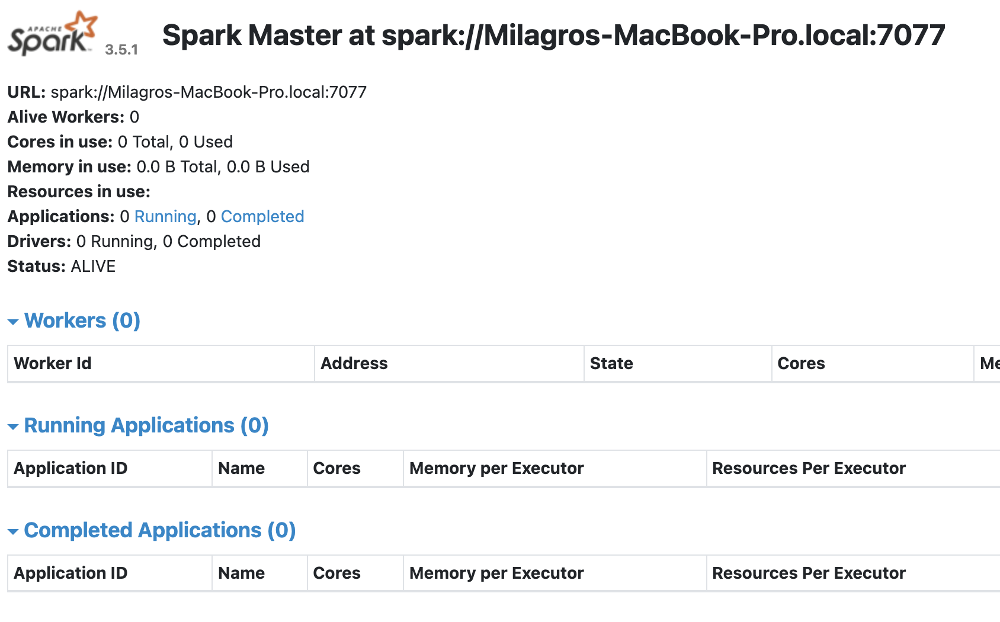 APACHE
Spark™ 3.5.1 Spark Master at spark://Milagros-MacBook-Pro.local:7077
URL: spark://Milagros-MacBook-Pro.local:7077
Alive Workers: 0
Cores in use: 0 Total, 0 Used
Memory in use: 0.0 B Total, 0.0 B Used
Resources in use:
Applications: 0 Running, 0 Completed
Drivers: 0 Running, 0 Completed
Status: ALIVE
Workers (0)
Worker Id Address State Cores Me
Running Applications (0)
Application ID Name Cores Memory per Executor Resources Per Executor
Completed Applications (0)
Application ID Name Cores Memory per Executor Resources Per Executor